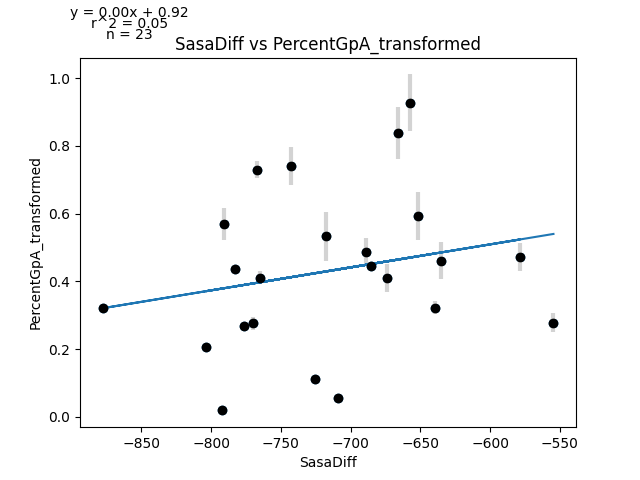 y = 0.00x + 0.92
r^2 = 0.05
n = 23
SasaDiff vs PercentGpA_transformed
1.0
0.8
0.6
0.4
0.2
0.0
PercentGpA_transformed
−850
−800
−750
−700
−650
−600
−550
SasaDiff